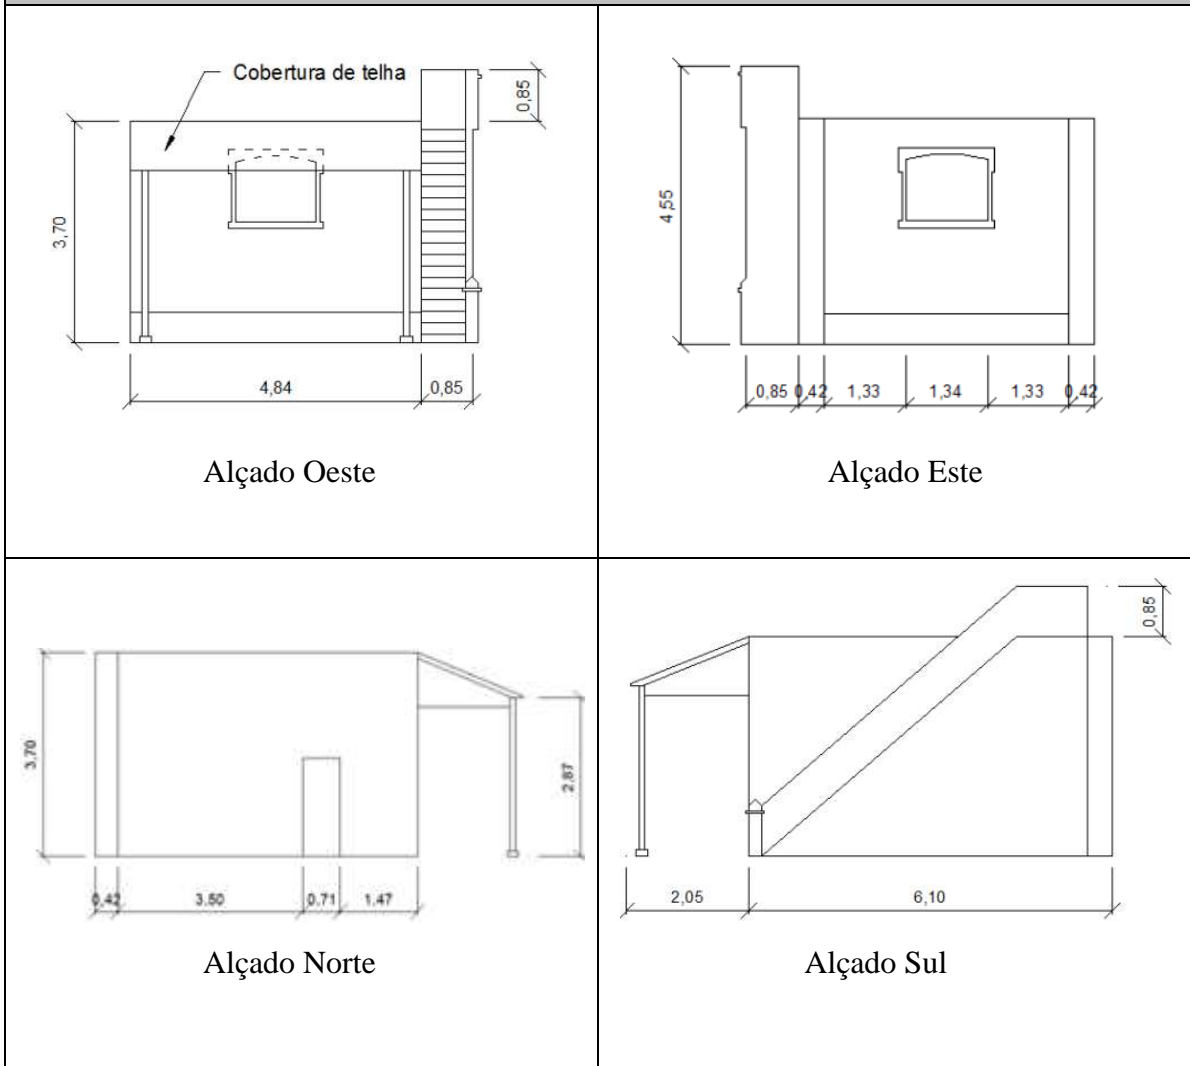 Cobertura de telha
0,85
3,70
4,84
0,85
Alçado Oeste
4,55
0,85 0,42 1,33 1,34 1,33 0,42
Alçado Este
3,70
2,87
0,42 3,50 0,71 1,47
Alçado Norte
0,85
2,05
6,10
Alçado Sul